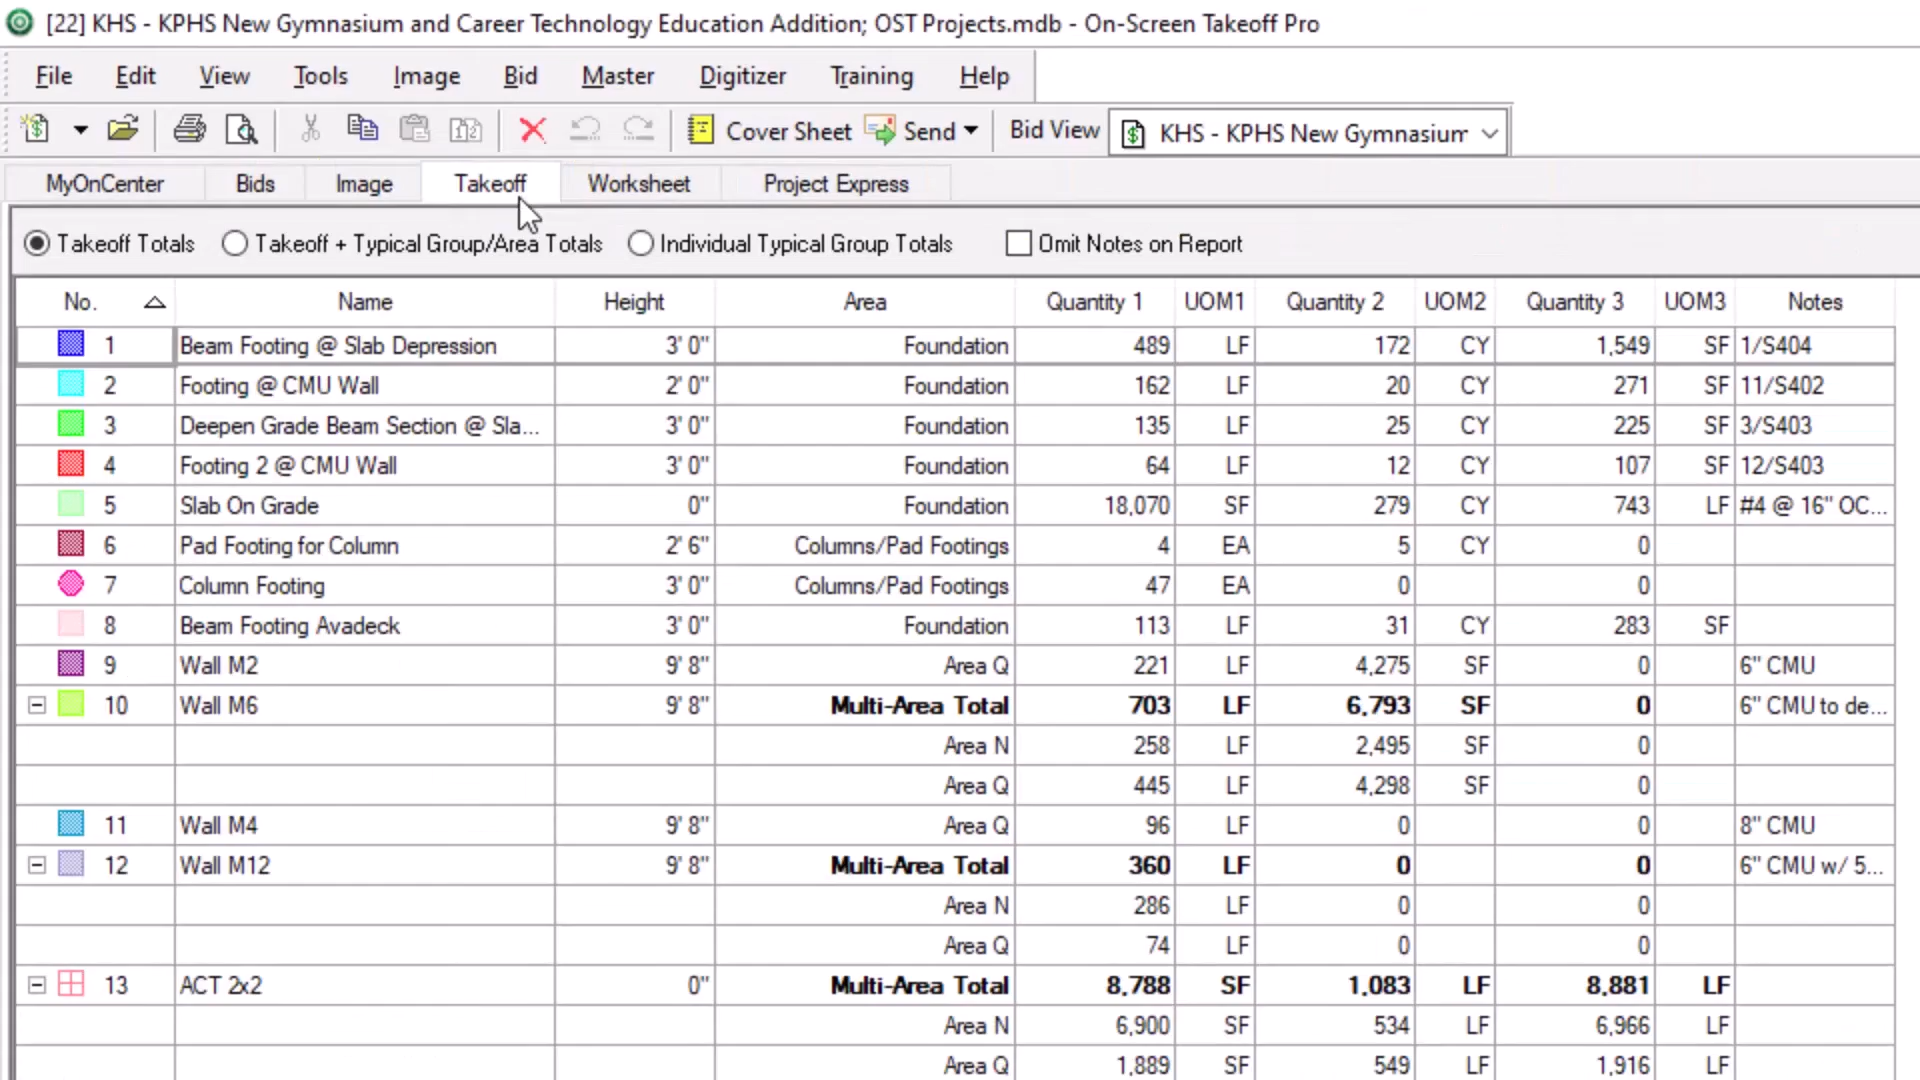 [22] KHS - KPHS New Gymnasium and Career Technology Education Addition; OST Projects.mdb - On-Screen Takeoff Pro
File Edit View Tools Image Bid Master Digitizer Training Help
Cover Sheet Send Bid View KHS - KPHS New Gymnasium
MyOnCenter Bids Image Takeoff Worksheet Project Express
Takeoff Totals Takeoff + Typical Group/Area Totals Individual Typical Group Totals Omit Notes on Report
No. Name Height Area Quantity 1 UOM1 Quantity 2 UOM2 Quantity 3 UOM3 Notes
1 Beam Footing @ Slab Depression 3' 0" Foundation 489 LF 172 CY 1,549 SF 1/S404
2 Footing @ CMU Wall 2' 0" Foundation 162 LF 20 CY 271 SF 11/S402
3 Deepen Grade Beam Section @ Sla... 3' 0" Foundation 135 LF 25 CY 225 SF 3/S403
4 Footing 2 @ CMU Wall 3' 0" Foundation 64 LF 12 CY 107 SF 12/S403
5 Slab On Grade 0" Foundation 18,070 SF 279 CY 743 LF #4 @ 16" OC...
6 Pad Footing for Column 2' 6" Columns/Pad Footings 4 EA 5 CY 0
7 Column Footing 3' 0" Columns/Pad Footings 47 EA 0 0
8 Beam Footing Avadeck 3' 0" Foundation 113 LF 31 CY 283 SF
9 Wall M2 9' 8" Area Q 221 LF 4,275 SF 0 6" CMU
10 Wall M6 9' 8" Multi-Area Total 703 LF 6,793 SF 0 6" CMU to de...
Area N 258 LF 2,495 SF 0
Area Q 445 LF 4,298 SF 0
11 Wall M4 9' 8" Area Q 96 LF 0 0 8" CMU
12 Wall M12 9' 8" Multi-Area Total 360 LF 0 0 6" CMU w/ 5...
Area N 286 LF 0 0
Area Q 74 LF 0 0
13 ACT 2x2 0" Multi-Area Total 8,788 SF 1,083 LF 8,881 LF
Area N 6,900 SF 534 LF 6,966 LF
Area Q 1,889 SF 549 LF 1,916 LF